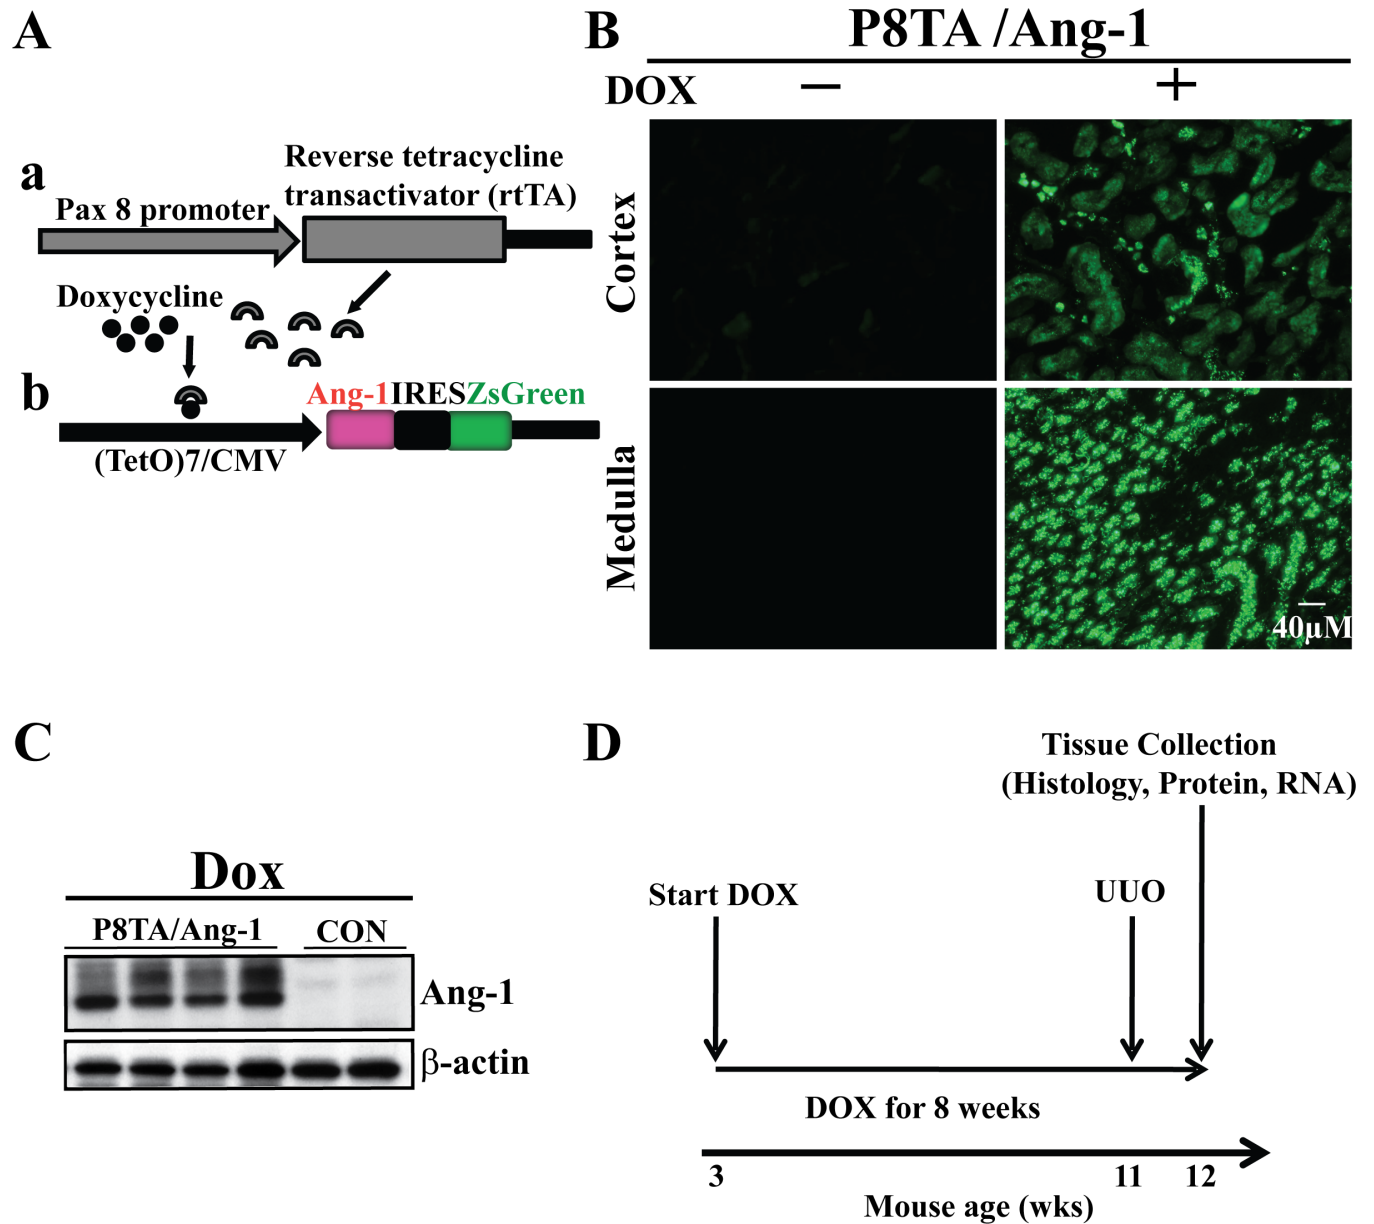 A
a
Pax 8 promoter
Reverse tetracycline
transactivator (rtTA)
Doxycycline
b
Ang-1IRESZsGreen
(TetO)7/CMV
B
P8TA /Ang-1
DOX
−
+
Cortex
Medulla
40µM
C
Dox
P8TA/Ang-1
CON
Ang-1
β-actin
D
Tissue Collection
(Histology, Protein, RNA)
Start DOX
UUO
DOX for 8 weeks
3
11
12
Mouse age (wks)